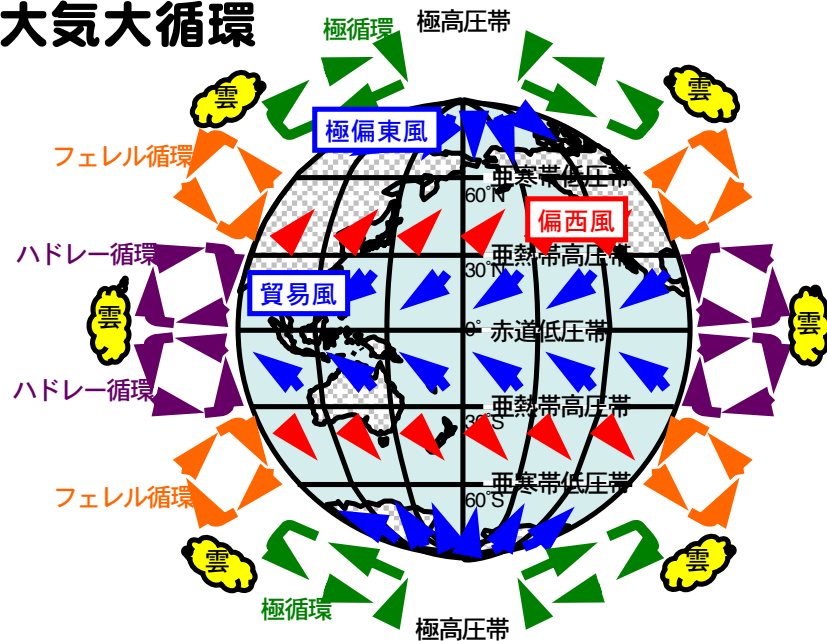 大気大循環
極循環
極高圧帯
雲
雲
極偏東風
フェレル循環
亜寒帯低圧帯
60°N
偏西風
ハドレー循環
亜熱帯高圧帯
30°N
貿易風
雲
0°
赤道低圧帯
雲
ハドレー循環
亜熱帯高圧帯
30°S
フェレル循環
亜寒帯低圧帯
60°S
雲
雲
極循環
極高圧帯